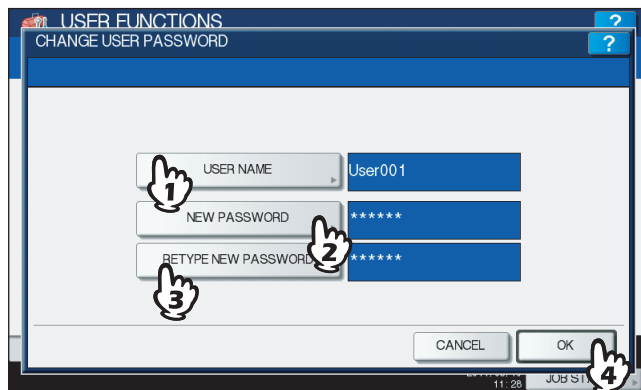 USER FUNCTIONS ?
CHANGE USER PASSWORD ?
USER NAME User001
1
NEW PASSWORD ******
2
RETYPE NEW PASSWORD ******
3
CANCEL OK
4
11:28 JOB ST